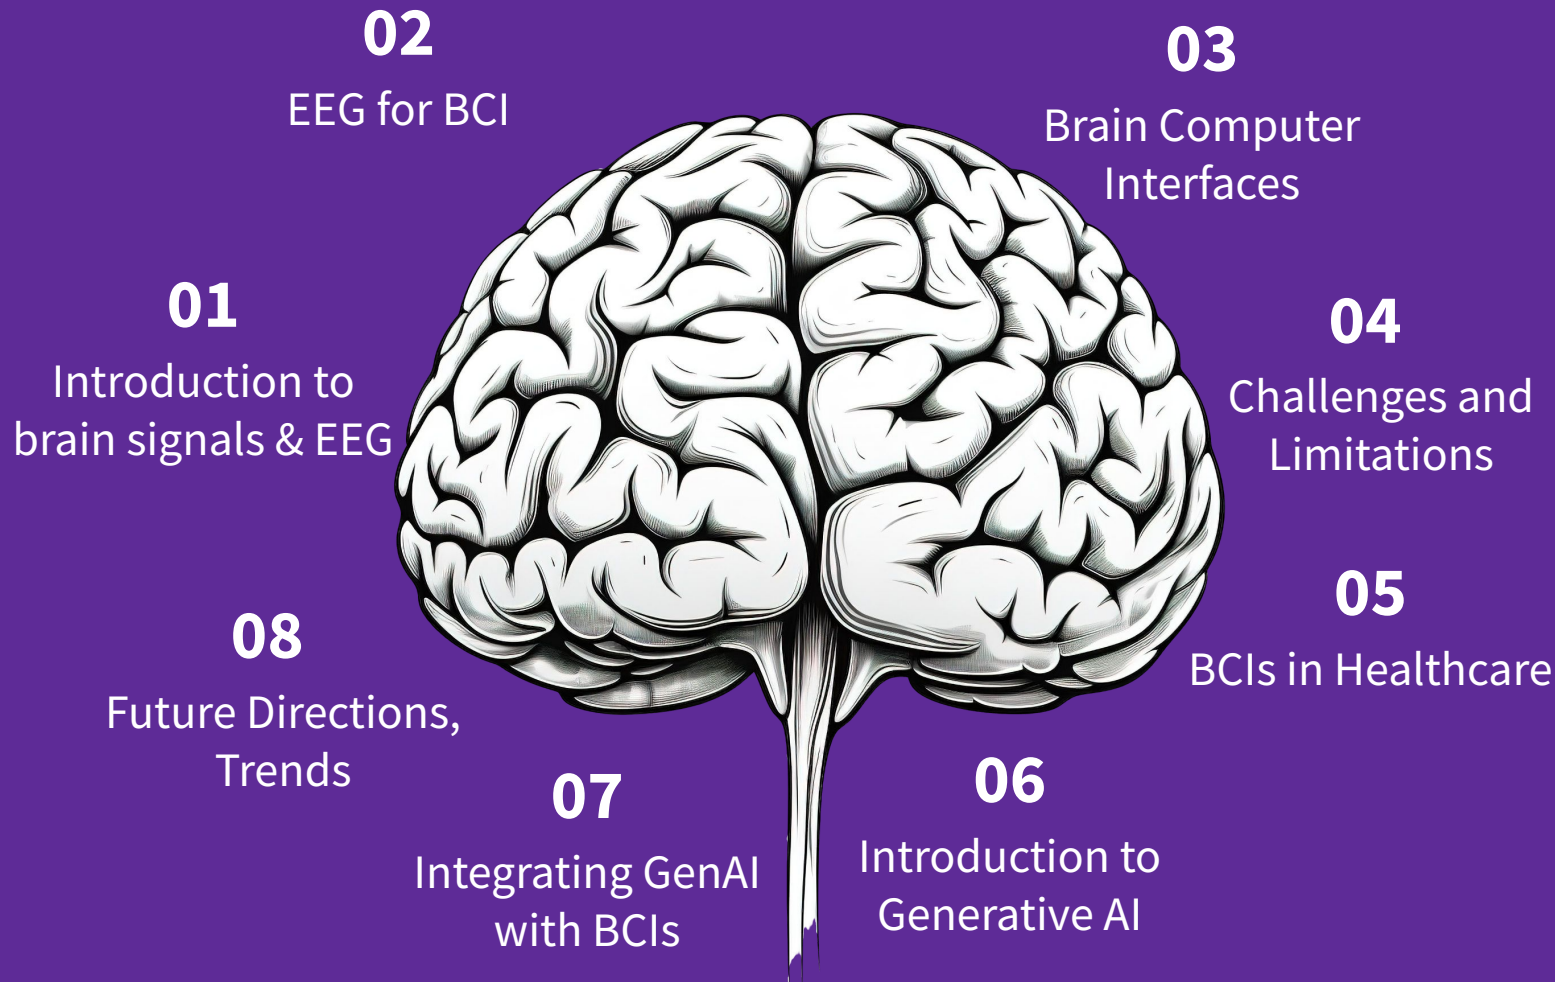 01
Introduction to
brain signals & EEG
02
EEG for BCI
03
Brain Computer
Interfaces
04
Challenges and
Limitations
05
BCIs in Healthcare
06
Introduction to
Generative AI
07
Integrating GenAI
with BCIs
08
Future Directions,
Trends